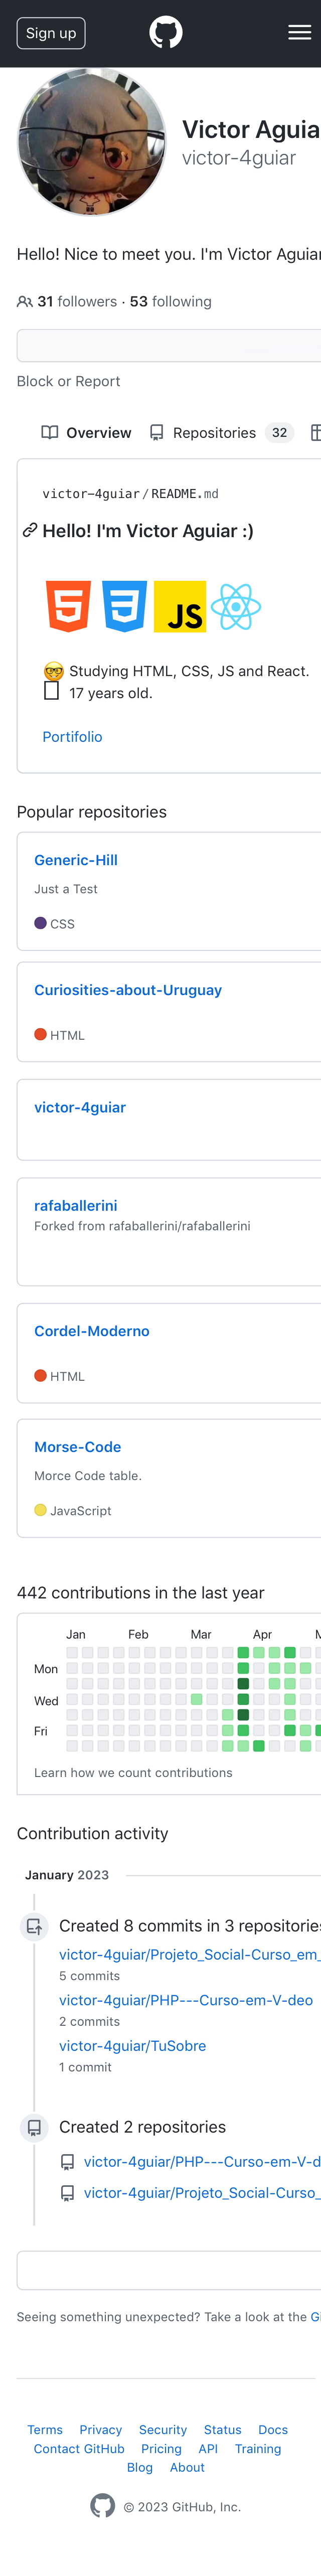 Sign up
Victor Aguia
victor-4guiar
Hello! Nice to meet you. I'm Victor Aguiar
31 followers · 53 following
Block or Report
Overview Repositories 32
victor-4guiar/README.md
Hello! I'm Victor Aguiar :)
JS
🤓 Studying HTML, CSS, JS and React.
17 years old.
Portifolio
Popular repositories
Generic-Hill
Just a Test
CSS
Curiosities-about-Uruguay
HTML
victor-4guiar
rafaballerini
Forked from rafaballerini/rafaballerini
Cordel-Moderno
HTML
Morse-Code
Morce Code table.
JavaScript
442 contributions in the last year
Jan Feb Mar Apr M
Mon
Wed
Fri
Learn how we count contributions
Contribution activity
January 2023
Created 8 commits in 3 repositories
victor-4guiar/Projeto_Social-Curso_em_
5 commits
victor-4guiar/PHP---Curso-em-V-deo
2 commits
victor-4guiar/TuSobre
1 commit
Created 2 repositories
victor-4guiar/PHP---Curso-em-V-d
victor-4guiar/Projeto_Social-Curso_
Seeing something unexpected? Take a look at the Gi
Terms Privacy Security Status Docs
Contact GitHub Pricing API Training
Blog About
© 2023 GitHub, Inc.